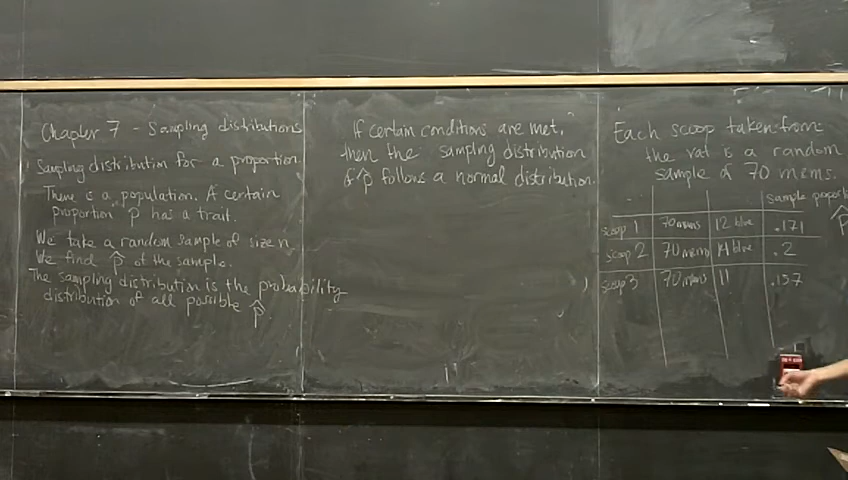 Chapter 7 - Sampling distributions
Sampling distribution for a proportion
There is a population. A certain
proportion p has a trait.
We take a random sample of size n
We find p̂ of the sample.
The sampling distribution is the probability
distribution of all possible p̂
If certain conditions are met,
then the sampling distribution
of p̂ follows a normal distribution.
Each scoop taken from
the vat is a random
sample of 70 mems.
sample proport
p̂
scoop 1 70 mms 12 blue .171
scoop 2 70 mems 14 blue .2
scoop 3 70 mms 11 .157